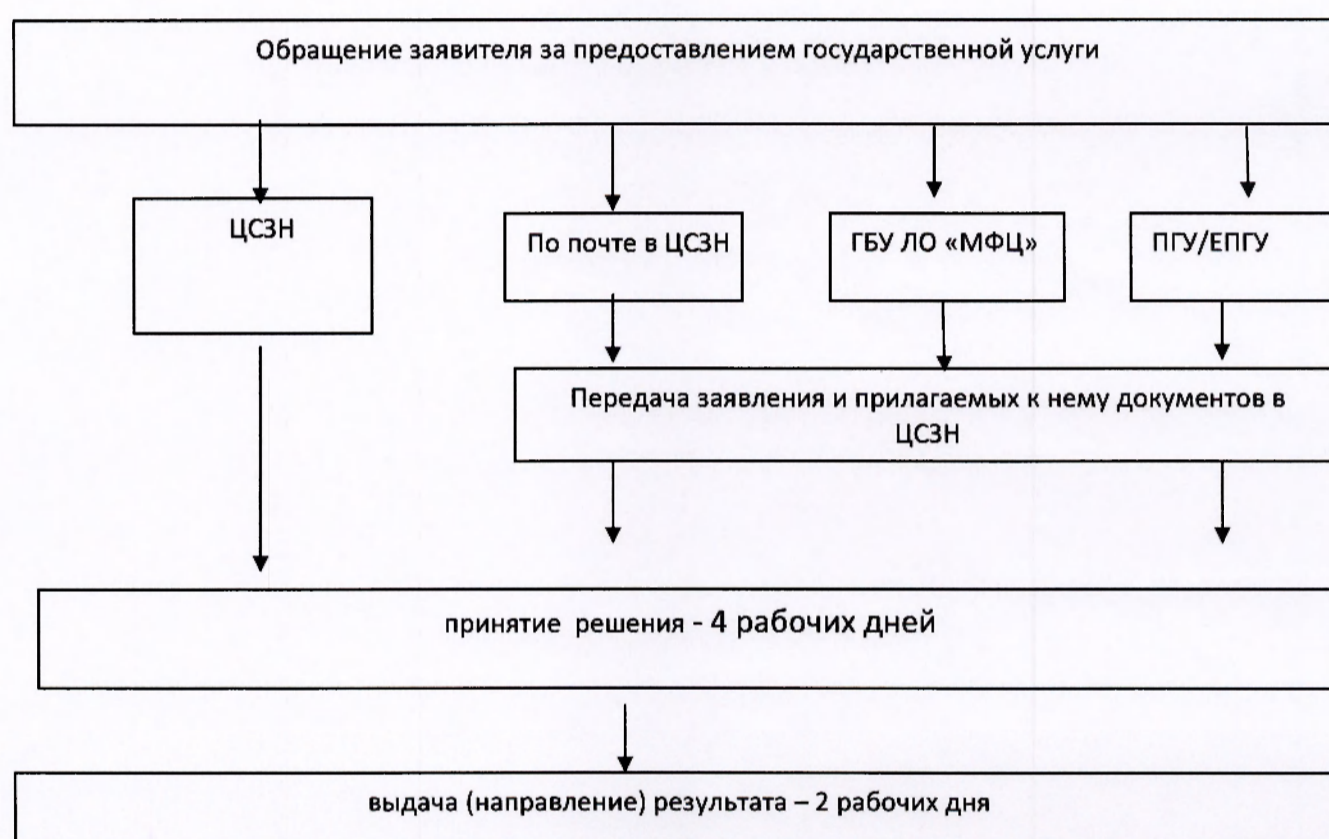 Обращение заявителя за предоставлением государственной услуги
ЦСЗН
По почте в ЦСЗН
ГБУ ЛО «МФЦ»
ПГУ/ЕПГУ
Передача заявления и прилагаемых к нему документов в
ЦСЗН
принятие решения - 4 рабочих дней
выдача (направление) результата – 2 рабочих дня